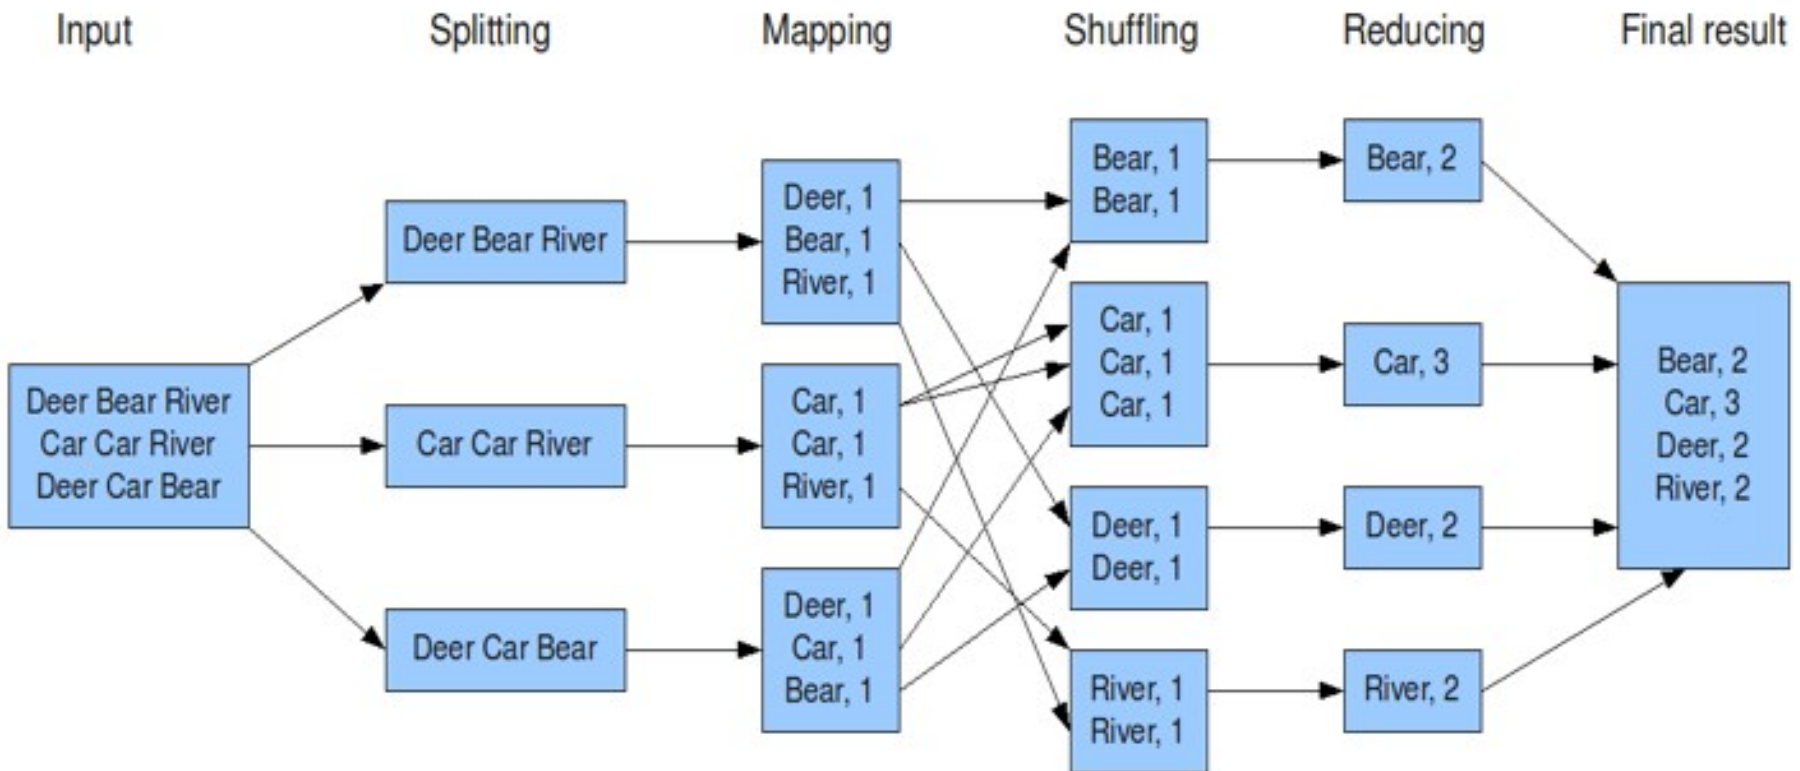 Input
Splitting
Mapping
Shuffling
Reducing
Final result
Deer Bear River
Car Car River
Deer Car Bear
Deer Bear River
Car Car River
Deer Car Bear
Deer, 1
Bear, 1
River, 1
Car, 1
Car, 1
River, 1
Deer, 1
Car, 1
Bear, 1
Bear, 1
Bear, 1
Car, 1
Car, 1
Car, 1
Deer, 1
Deer, 1
River, 1
River, 1
Bear, 2
Car, 3
Deer, 2
River, 2
Bear, 2
Car, 3
Deer, 2
River, 2